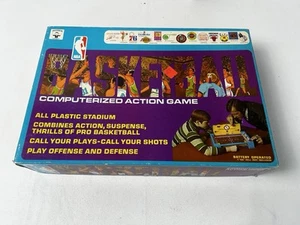 NBA
BASKETBALL
COMPUTERIZED ACTION GAME
ALL PLASTIC STADIUM
COMBINES ACTION, SUSPENSE,
THRILLS OF PRO BASKETBALL
CALL YOUR PLAYS-CALL YOUR SHOTS
PLAY OFFENSE AND DEFENSE
BATTERY OPERATED